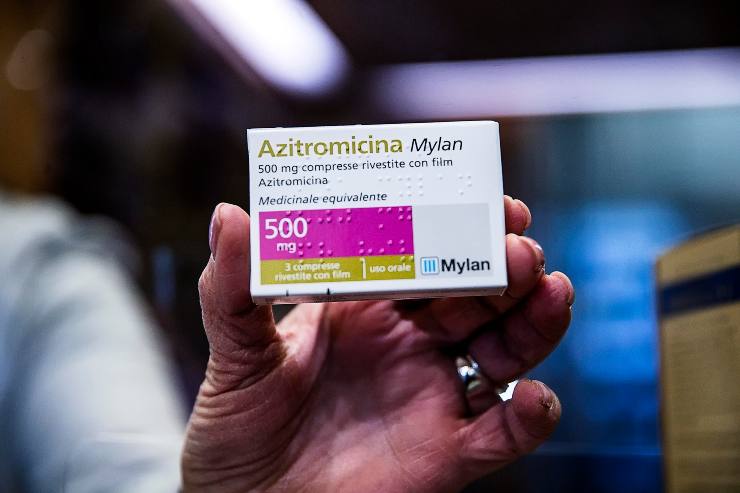 Azitromicina Mylan
500 mg compresse rivestite con film
Azitromicina
Medicinale equivalente
500
mg
3 compresse
rivestite con film
uso orale
Mylan